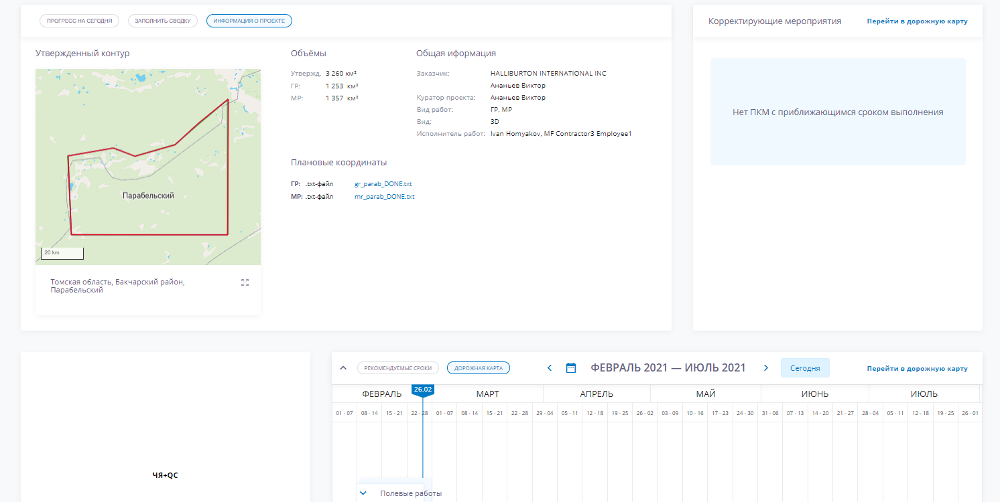 ПРОГРЕСС НА СЕГОДНЯ
ЗАПОЛНИТЬ СВОДКУ
ИНФОРМАЦИЯ О ПРОЕКТЕ
Утвержденный контур
Парабельский
20 km
Томская область, Бакчарский район,
Парабельский
Объёмы
Утвержд. 3 260 км²
ГР: 1 253 км²
МР: 1 357 км²
Общая иформация
Заказчик: HALLIBURTON INTERNATIONAL INC
Ананьев Виктор
Куратор проекта: Ананьев Виктор
Вид работ: ГР, МР
Вид: 3D
Исполнитель работ: Ivan Homyakov, MF Contractor3 Employee1
Плановые координаты
ГР: .txt-файл gr_parab_DONE.txt
МР: .txt-файл mr_parab_DONE.txt
Корректирующие мероприятия
Перейти в дорожную карту
Нет ПКМ с приближающимся сроком выполнения
ЧЯ+QC
РЕКОМЕНДУЕМЫЕ СРОКИ
ДОРОЖНАЯ КАРТА
ФЕВРАЛЬ 2021 — ИЮЛЬ 2021
Сегодня
Перейти в дорожную карту
ФЕВРАЛЬ 26.02 МАРТ АПРЕЛЬ МАЙ ИЮНЬ ИЮЛЬ
01 - 07 08 - 14 15 - 21 22 - 28 01 - 07 08 - 14 15 - 21 22 - 28 29 - 04 05 - 11 12 - 18 19 - 25 26 - 02 03 - 09 10 - 16 17 - 23 24 - 30 31 - 06 07 - 13 14 - 20 21 - 27 28 - 04 05 - 11 12 - 18 19 - 25 26 - 01
Полевые работы